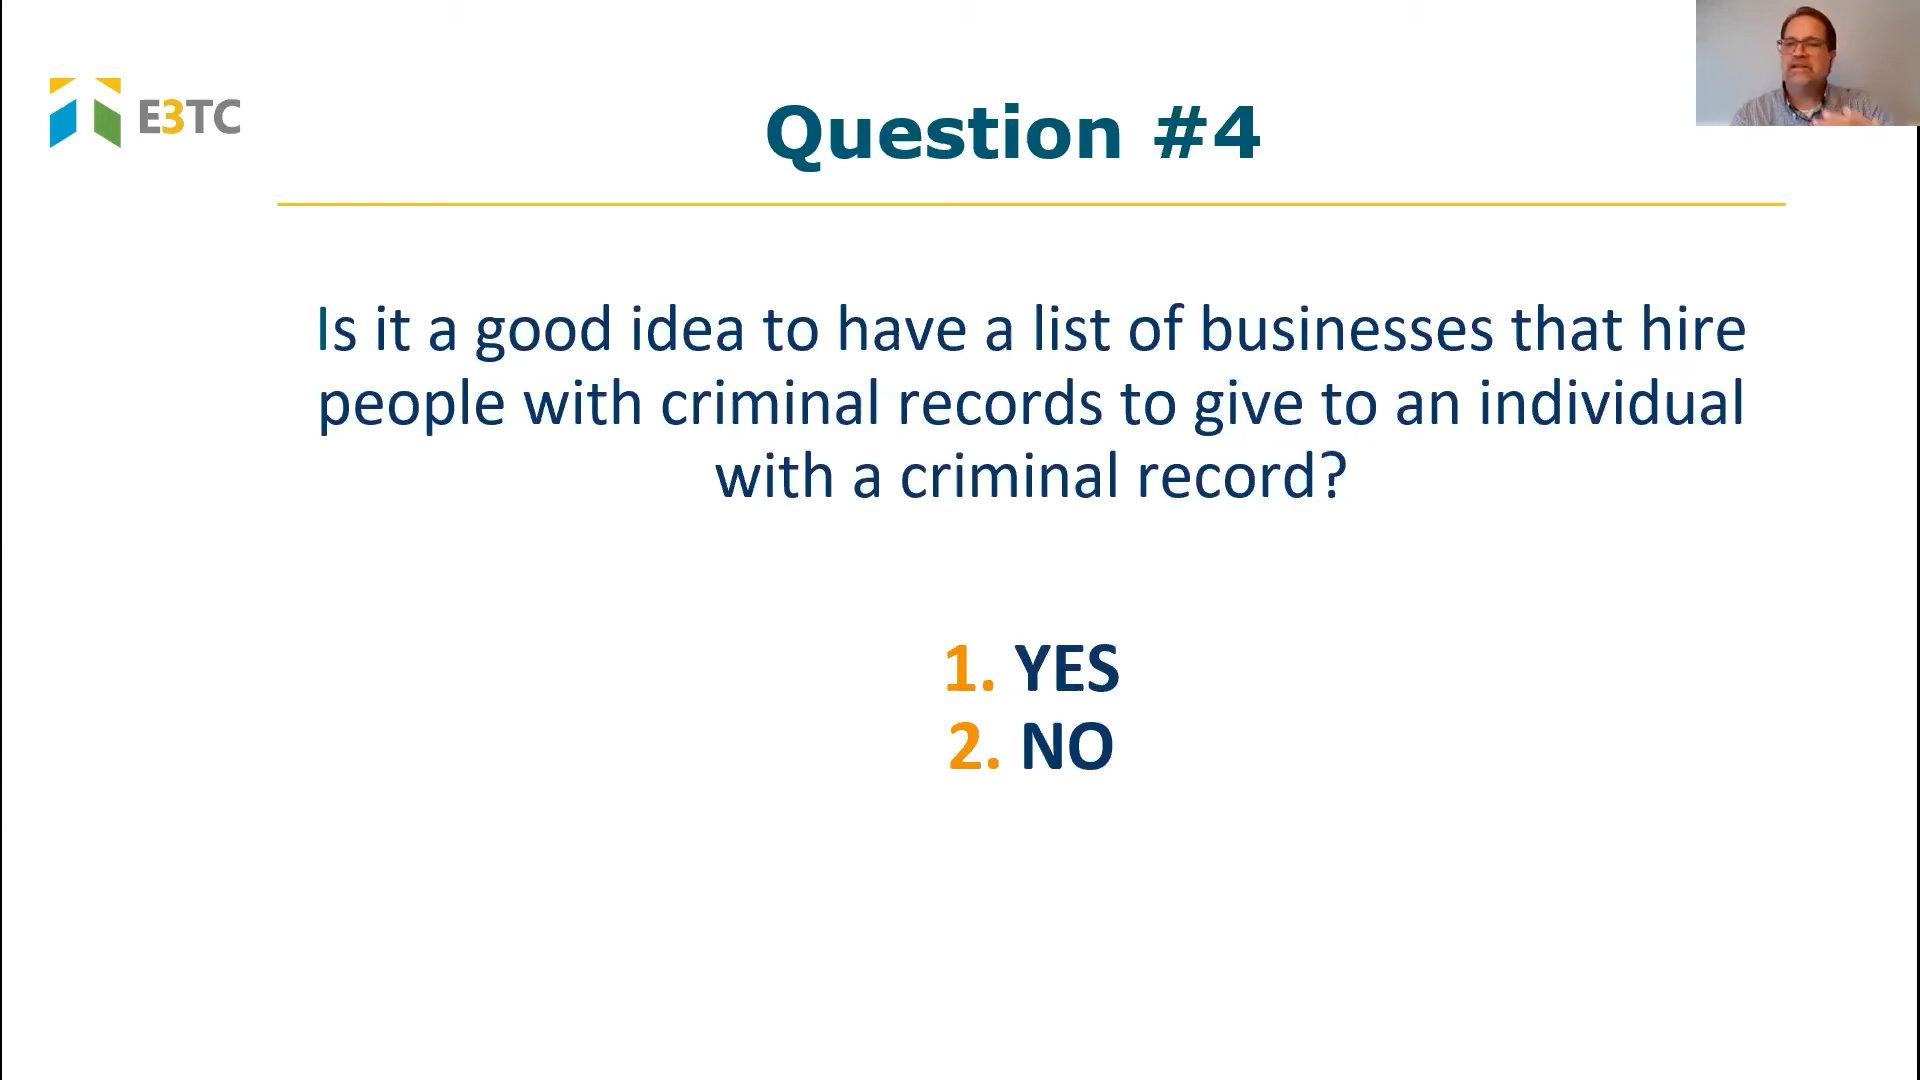 E3TC
Question #4
Is it a good idea to have a list of businesses that hire
people with criminal records to give to an individual
with a criminal record?
1. YES
2. NO